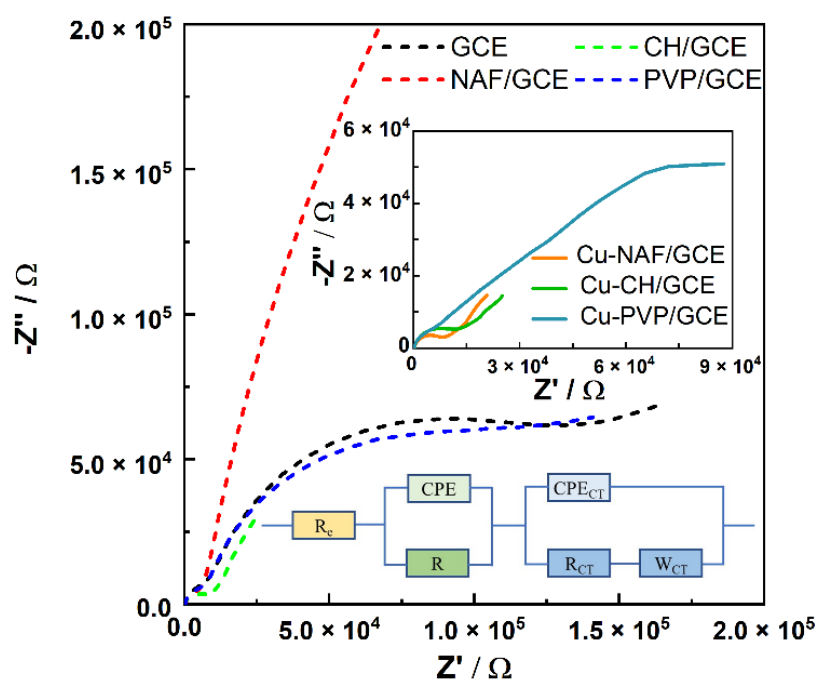 2.0 × 10⁵
1.5 × 10⁵
1.0 × 10⁵
5.0 × 10⁴
0.0
-Z'' / Ω
GCE
CH/GCE
NAF/GCE
PVP/GCE
6 × 10⁴
4 × 10⁴
2 × 10⁴
0
-Z'' / Ω
Cu-NAF/GCE
Cu-CH/GCE
Cu-PVP/GCE
0
3 × 10⁴
6 × 10⁴
9 × 10⁴
Z' / Ω
CPE
CPE_CT
R_e
R
R_CT
W_CT
0.0
5.0 × 10⁴
1.0 × 10⁵
1.5 × 10⁵
2.0 × 10⁵
Z' / Ω